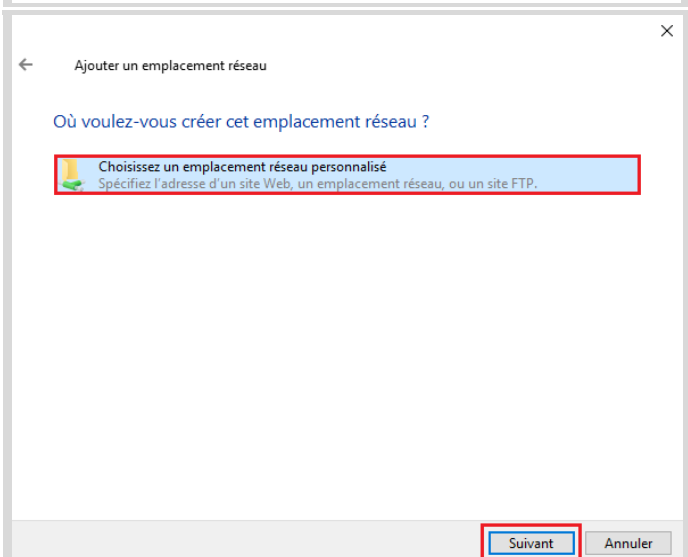 Ajouter un emplacement réseau
Où voulez-vous créer cet emplacement réseau ?
Choisissez un emplacement réseau personnalisé
Spécifiez l'adresse d'un site Web, un emplacement réseau, ou un site FTP.
Suivant
Annuler